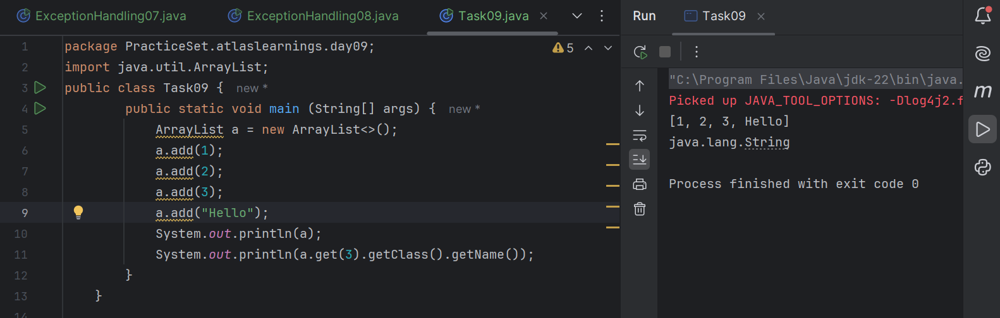 ExceptionHandling07.java
ExceptionHandling08.java
Task09.java
1 package PracticeSet.atlaslearnings.day09;
5
2 import java.util.ArrayList;
3 public class Task09 { new *
4 public static void main (String[] args) { new *
5 ArrayList a = new ArrayList<>();
6 a.add(1);
7 a.add(2);
8 a.add(3);
9 a.add("Hello");
10 System.out.println(a);
11 System.out.println(a.get(3).getClass().getName());
12 }
13 }
14
Run
Task09
"C:\Program Files\Java\jdk-22\bin\java.
Picked up JAVA_TOOL_OPTIONS: -Dlog4j2.f
[1, 2, 3, Hello]
java.lang.String
Process finished with exit code 0
m